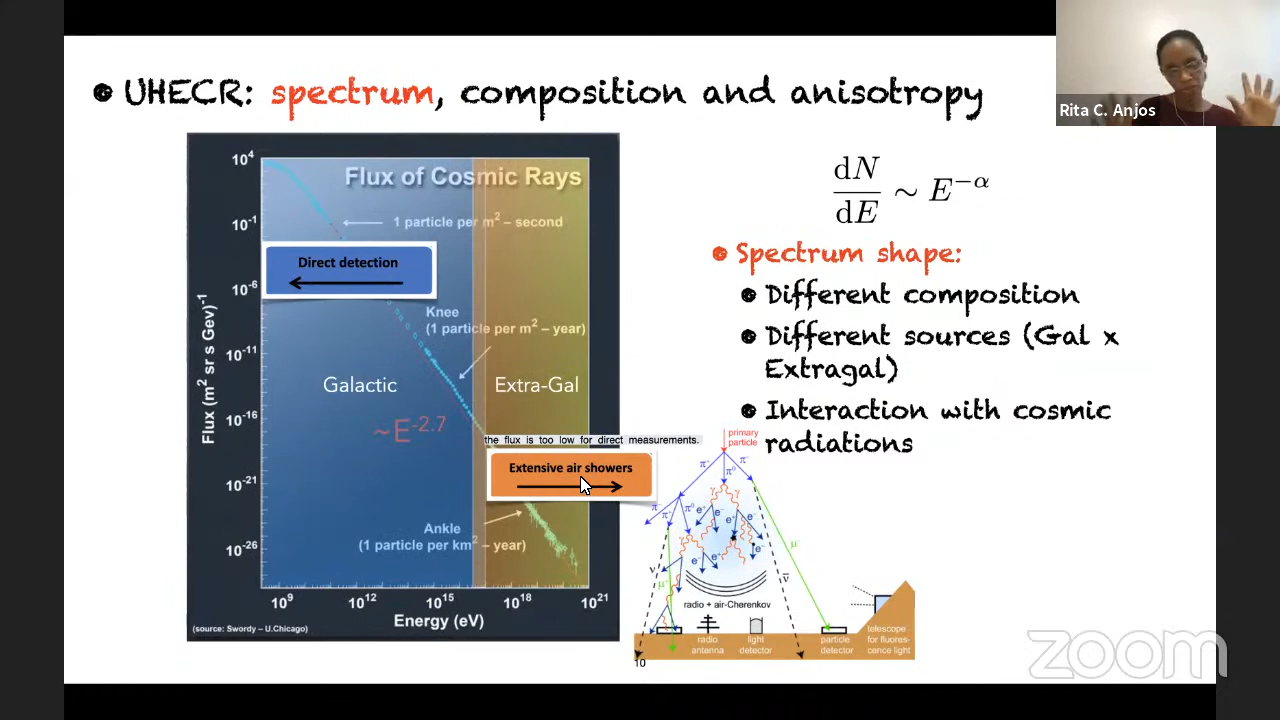 UHECR: spectrum, composition and anisotropy
Rita C. Anjos
Flux of Cosmic Rays
10⁴
10⁻¹
10⁻⁶
10⁻¹¹
10⁻¹⁶
10⁻²¹
10⁻²⁶
Flux (m² sr s Gev)⁻¹
1 particle per m² – second
Direct detection
Knee
(1 particle per m² – year)
Galactic
Extra-Gal
~E⁻²·⁷
the flux is too low for direct measurements.
Extensive air showers
Ankle
(1 particle per km² – year)
10⁹
10¹²
10¹⁵
10¹⁸
10²¹
Energy (eV)
(source: Swordy – U.Chicago)
dN
dE
~ E⁻ᵅ
Spectrum shape:
Different composition
Different sources (Gal x
Extragal)
Interaction with cosmic
radiations
primary
particle
π⁻
π⁰
π⁻
π⁻
π⁺
π⁰
γ
γ
e⁺
e⁻
e⁺
e⁻
γ
e⁻
e⁺
e⁻
μ⁻
ν
μ⁺
ν̅
radio + air-Cherenkov
radio
antenna
light
detector
particle
detector
telescope
for fluores-
cence light
10
zoom